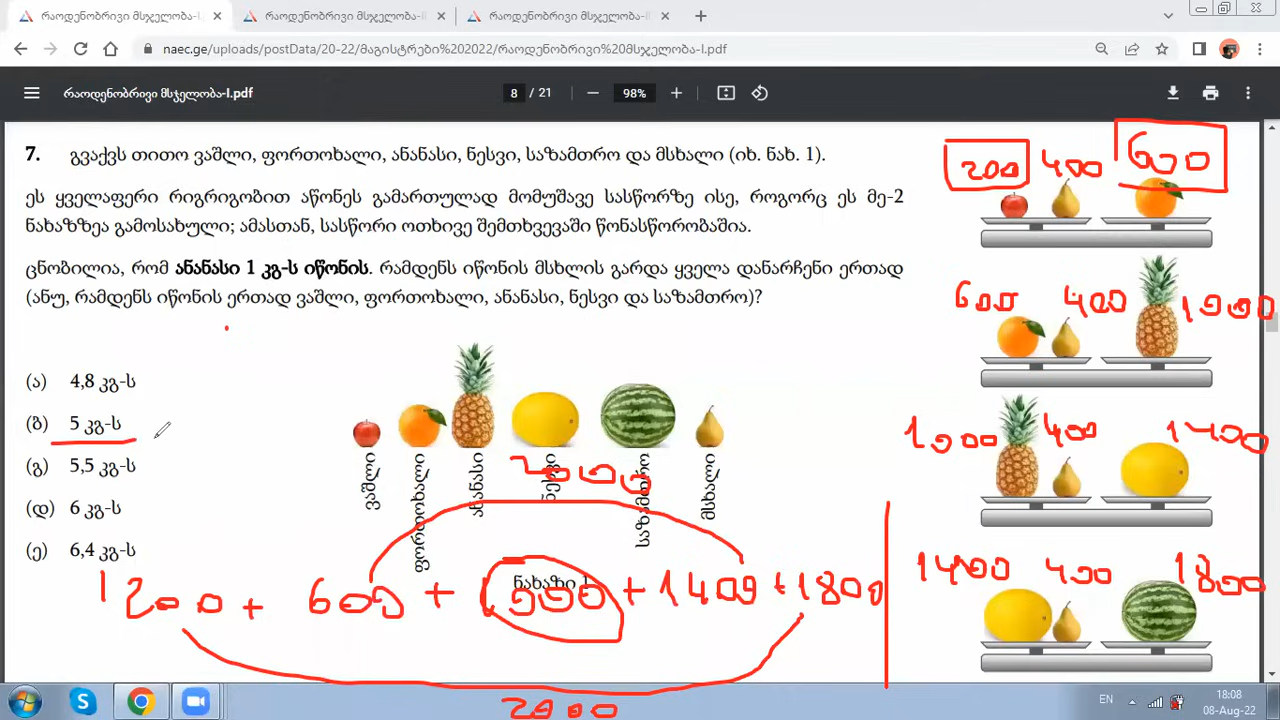 რაოდენობრივი მსჯელობა-I.
რაოდენობრივი მსჯელობა-II.pdf
რაოდენობრივი მსჯელობა-II.pdf
naec.ge/uploads/postData/20-22/მაგისტრები%202022/რაოდენობრივი%20მსჯელობა-I.pdf
რაოდენობრივი მსჯელობა-I.pdf
8 / 21
98%
7. გვაქვს თითო ვაშლი, ფორთოხალი, ანანასი, ნესვი, საზამთრო და მსხალი (იხ. ნახ. 1).
ეს ყველაფერი რიგრიგობით აწონეს გამართულად მომუშავე სასწორზე ისე, როგორც ეს მე-2
ნახაზზეა გამოსახული; ამასთან, სასწორი ოთხივე შემთხვევაში წონასწორობაშია.
ცნობილია, რომ ანანასი 1 კგ-ს იწონის. რამდენს იწონის მსხლის გარდა ყველა დანარჩენი ერთად
(ანუ, რამდენს იწონის ერთად ვაშლი, ფორთოხალი, ანანასი, ნესვი და საზამთრო)?
200 400 600
600 400 1000
1000 400 1400
1400 400 1800
(ა) 4,8 კგ-ს
(ბ) 5 კგ-ს
(გ) 5,5 კგ-ს
(დ) 6 კგ-ს
(ე) 6,4 კგ-ს
ვაშლი
ფორთოხალი
ანანასი
ნესვი
საზამთრო
მსხალი
2000
ნახაზი 1
200 + 600 + 1000 + 1400 + 1800
2000
EN
18:08
08-Aug-22